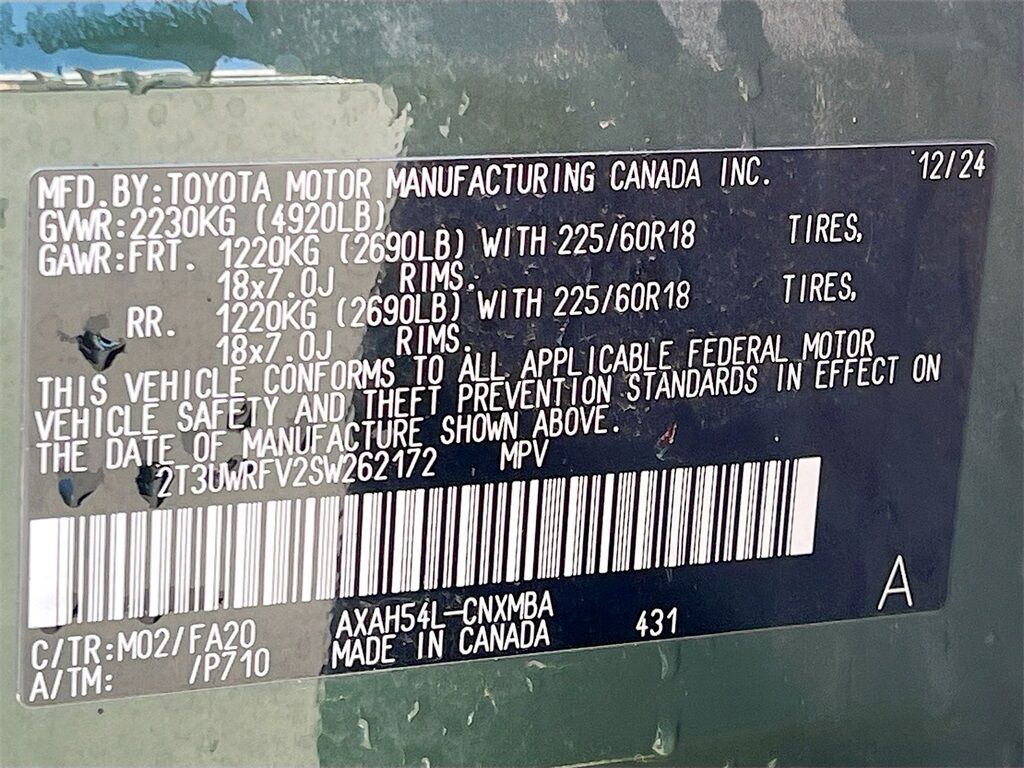 MFD.BY:TOYOTA MOTOR MANUFACTURING CANADA INC. 12/24
GVWR:2230KG (4920LB)
GAWR:FRT. 1220KG (2690LB) WITH 225/60R18 TIRES,
18x7.0J RIMS.
RR. 1220KG (2690LB) WITH 225/60R18 TIRES,
18x7.0J RIMS.
THIS VEHICLE CONFORMS TO ALL APPLICABLE FEDERAL MOTOR
VEHICLE SAFETY AND THEFT PREVENTION STANDARDS IN EFFECT ON
THE DATE OF MANUFACTURE SHOWN ABOVE.
2T3UWRFV2SW262172 MPV
A
C/TR:M02/FA20 AXAH54L-CNXMBA 431
A/TM: /P710 MADE IN CANADA